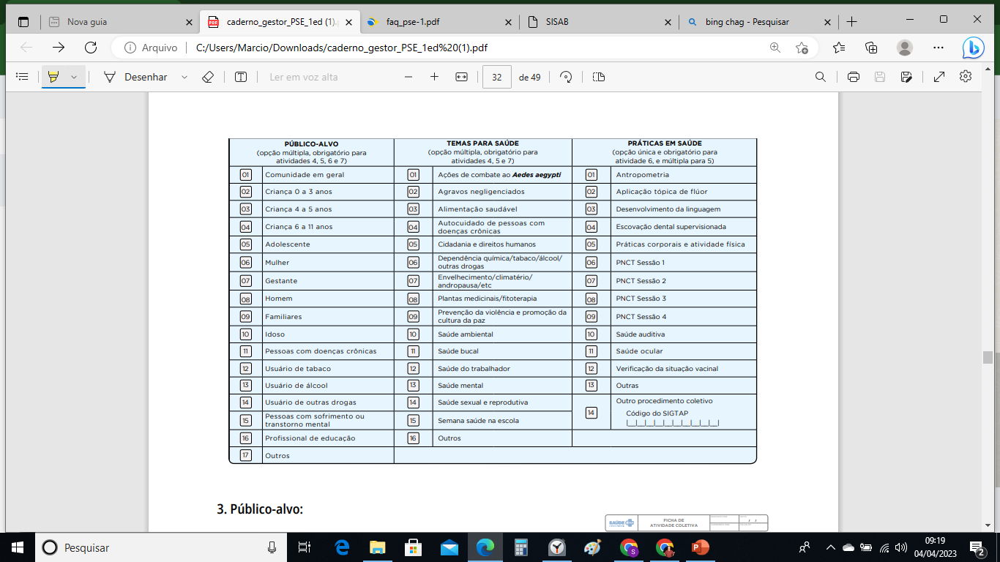 Nova guia
caderno_gestor_PSE_1ed (1).p
faq_pse-1.pdf
SISAB
bing chag - Pesquisar
Arquivo
C:/Users/Marcio/Downloads/caderno_gestor_PSE_1ed%20(1).pdf
Desenhar
Ler em voz alta
32
de 49
PÚBLICO-ALVO
(opção múltipla, obrigatório para
atividades 4, 5, 6 e 7)
TEMAS PARA SAÚDE
(opção múltipla, obrigatório para
atividades 4, 5 e 7)
PRÁTICAS EM SAÚDE
(opção única e obrigatório para
atividade 6, e múltipla para 5)
01 Comunidade em geral
01 Ações de combate ao Aedes aegypti
01 Antropometria
02 Criança 0 a 3 anos
02 Agravos negligenciados
02 Aplicação tópica de flúor
03 Criança 4 a 5 anos
03 Alimentação saudável
03 Desenvolvimento da linguagem
04 Criança 6 a 11 anos
04 Autocuidado de pessoas com
doenças crônicas
04 Escovação dental supervisionada
05 Adolescente
05 Cidadania e direitos humanos
05 Práticas corporais e atividade física
06 Mulher
06 Dependência química/tabaco/álcool/
outras drogas
06 PNCT Sessão 1
07 Gestante
07 Envelhecimento/climatério/
andropausa/etc
07 PNCT Sessão 2
08 Homem
08 Plantas medicinais/fitoterapia
08 PNCT Sessão 3
09 Familiares
09 Prevenção da violência e promoção da
cultura da paz
09 PNCT Sessão 4
10 Idoso
10 Saúde ambiental
10 Saúde auditiva
11 Pessoas com doenças crônicas
11 Saúde bucal
11 Saúde ocular
12 Usuário de tabaco
12 Saúde do trabalhador
12 Verificação da situação vacinal
13 Usuário de álcool
13 Saúde mental
13 Outras
14 Usuário de outras drogas
14 Saúde sexual e reprodutiva
14 Outro procedimento coletivo
Código do SIGTAP
15 Pessoas com sofrimento ou
transtorno mental
15 Semana saúde na escola
16 Profissional de educação
16 Outros
17 Outros
3. Público-alvo:
SAÚDE
FICHA DE
ATIVIDADE COLETIVA
Pesquisar
09:19
04/04/2023
2